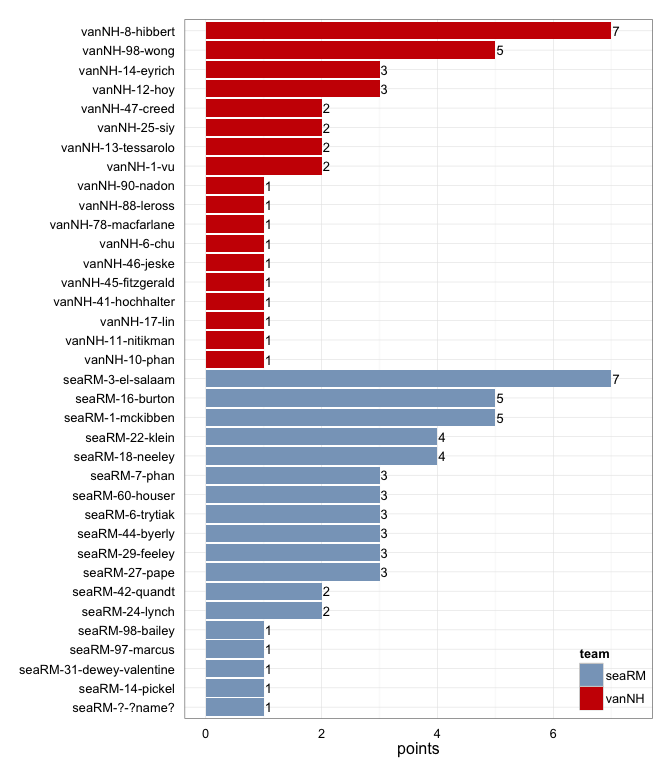 vanNH-8-hibbert 7
vanNH-98-wong 5
vanNH-14-eyrich 3
vanNH-12-hoy 3
vanNH-47-creed 2
vanNH-25-siy 2
vanNH-13-tessarolo 2
vanNH-1-vu 2
vanNH-90-nadon 1
vanNH-88-leross 1
vanNH-78-macfarlane 1
vanNH-6-chu 1
vanNH-46-jeske 1
vanNH-45-fitzgerald 1
vanNH-41-hochhalter 1
vanNH-17-lin 1
vanNH-11-nitikman 1
vanNH-10-phan 1
seaRM-3-el-salaam 7
seaRM-16-burton 5
seaRM-1-mckibben 5
seaRM-22-klein 4
seaRM-18-neeley 4
seaRM-7-phan 3
seaRM-60-houser 3
seaRM-6-trytiak 3
seaRM-44-byerly 3
seaRM-29-feeley 3
seaRM-27-pape 3
seaRM-42-quandt 2
seaRM-24-lynch 2
seaRM-98-bailey 1
seaRM-97-marcus 1
seaRM-31-dewey-valentine 1
seaRM-14-pickel 1
seaRM-?-?name? 1
team
seaRM
vanNH
0 2 4 6
points